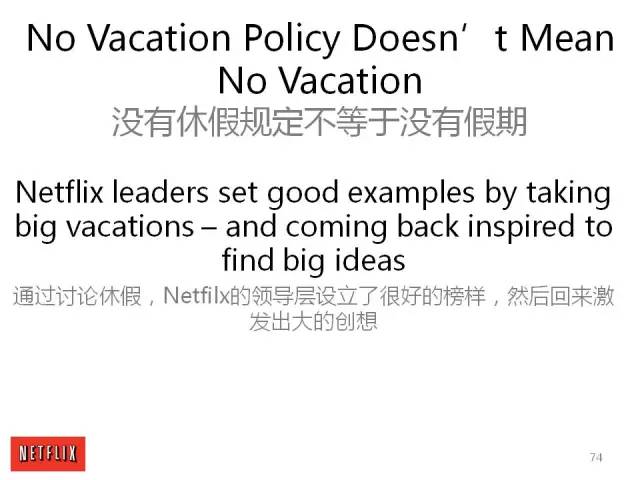 No Vacation Policy Doesn't Mean
No Vacation
没有休假规定不等于没有假期
Netflix leaders set good examples by taking
big vacations – and coming back inspired to
find big ideas
通过讨论休假，Netfilx的领导层设立了很好的榜样，然后回来激
发出大的创想
NETFLIX
74